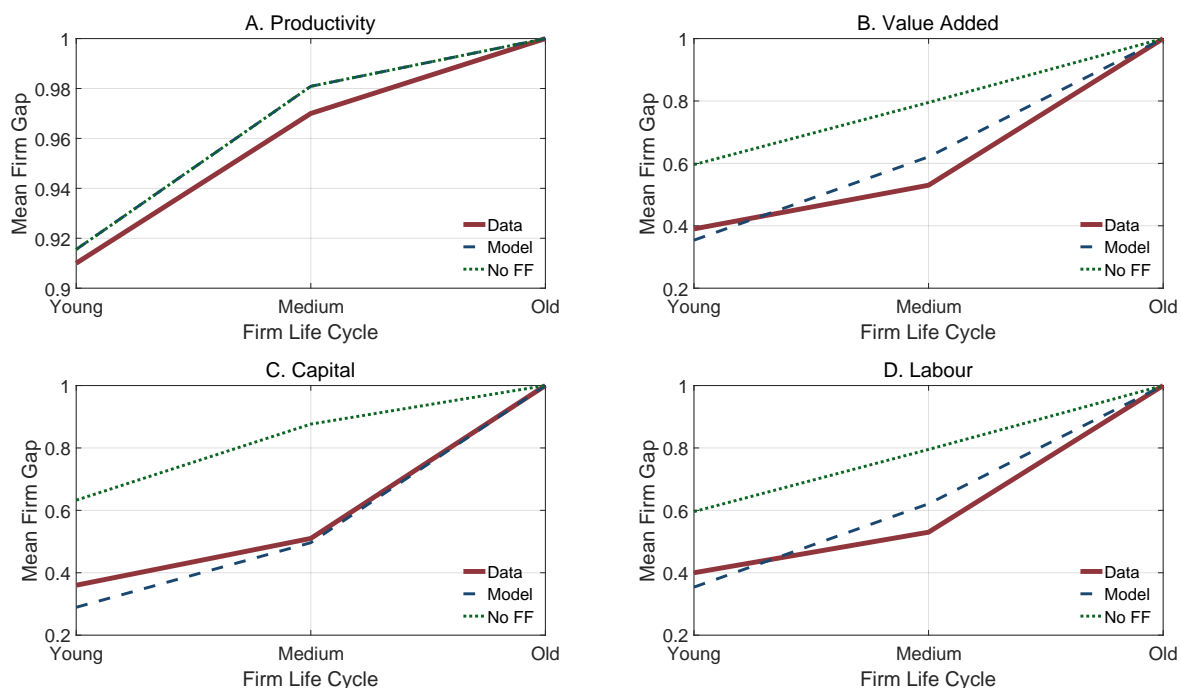 A. Productivity
1
0.98
0.96
0.94
0.92
0.9
Mean Firm Gap
Data
Model
No FF
Young
Medium
Old
Firm Life Cycle
B. Value Added
1
0.8
0.6
0.4
0.2
Mean Firm Gap
Data
Model
No FF
Young
Medium
Old
Firm Life Cycle
C. Capital
1
0.8
0.6
0.4
0.2
Mean Firm Gap
Data
Model
No FF
Young
Medium
Old
Firm Life Cycle
D. Labour
1
0.8
0.6
0.4
0.2
Mean Firm Gap
Data
Model
No FF
Young
Medium
Old
Firm Life Cycle